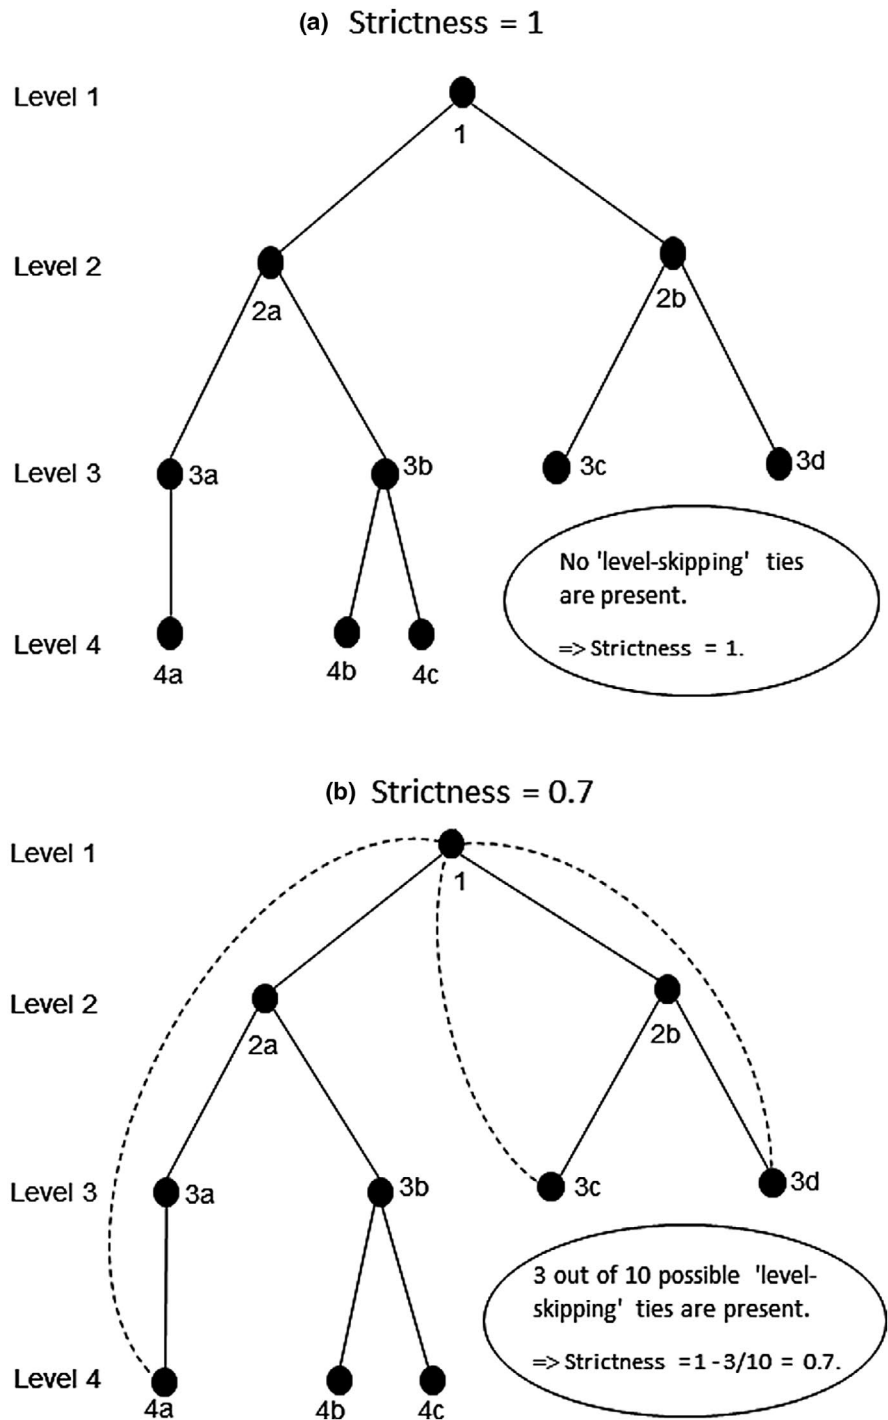 (a) Strictness = 1
Level 1
1
Level 2
2a
2b
Level 3
3a
3b
3c
3d
No 'level-skipping' ties
are present.
=> Strictness = 1.
Level 4
4a
4b
4c
(b) Strictness = 0.7
Level 1
1
Level 2
2a
2b
Level 3
3a
3b
3c
3d
3 out of 10 possible 'level-
skipping' ties are present.
=> Strictness =1 - 3/10 = 0.7.
Level 4
4a
4b
4c